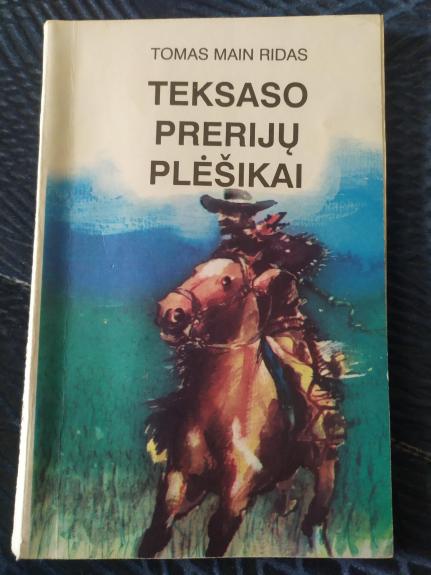 TOMAS MAIN RIDAS
TEKSASO
PRERIJŲ
PLĖŠIKAI